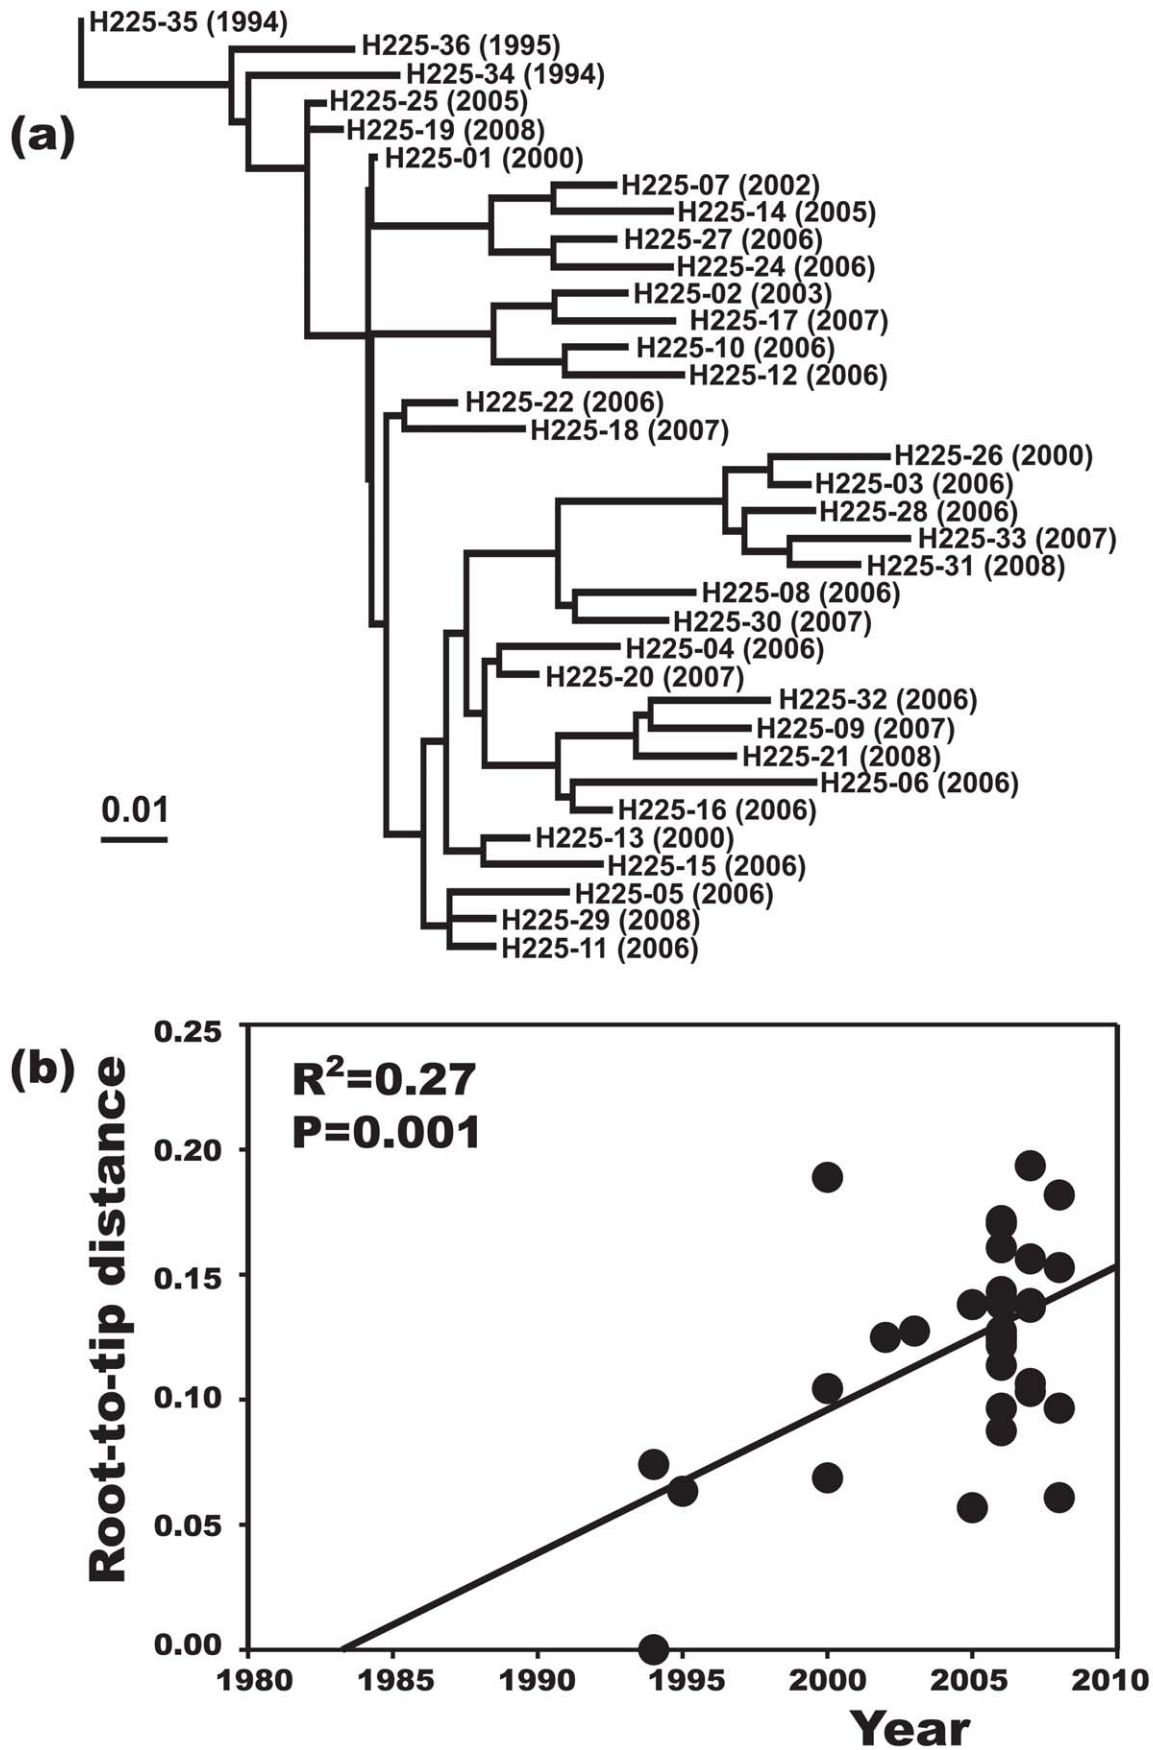 H225-35 (1994)
H225-36 (1995)
H225-34 (1994)
H225-25 (2005)
(a)
H225-19 (2008)
H225-01 (2000)
H225-07 (2002)
H225-14 (2005)
H225-27 (2006)
H225-24 (2006)
H225-02 (2003)
H225-17 (2007)
H225-10 (2006)
H225-12 (2006)
H225-22 (2006)
H225-18 (2007)
H225-26 (2000)
H225-03 (2006)
H225-28 (2006)
H225-33 (2007)
H225-31 (2008)
H225-08 (2006)
H225-30 (2007)
H225-04 (2006)
H225-20 (2007)
H225-32 (2006)
H225-09 (2007)
H225-21 (2008)
H225-06 (2006)
0.01
H225-16 (2006)
H225-13 (2000)
H225-15 (2006)
H225-05 (2006)
H225-29 (2008)
H225-11 (2006)
(b)
Root-to-tip distance
0.25
0.20
0.15
0.10
0.05
0.00
R²=0.27
P=0.001
1980 1985 1990 1995 2000 2005 2010
Year